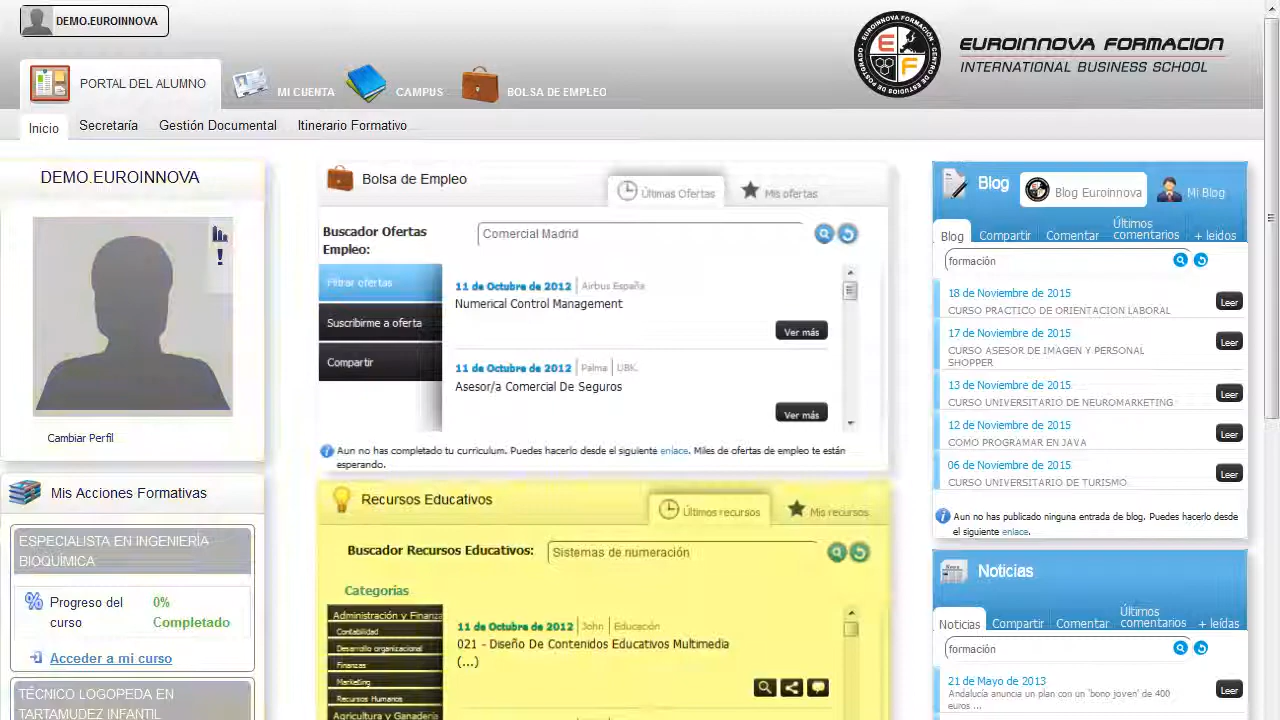 DEMO.EUROINNOVA
EUROINNOVA FORMACION
INTERNATIONAL BUSINESS SCHOOL
PORTAL DEL ALUMNO
MI CUENTA
CAMPUS
BOLSA DE EMPLEO
Inicio
Secretaría
Gestión Documental
Itinerario Formativo
DEMO.EUROINNOVA
Cambiar Perfil
Mis Acciones Formativas
ESPECIALISTA EN INGENIERÍA
BIOQUÍMICA
Progreso del
curso
0%
Completado
Acceder a mi curso
TÉCNICO LOGOPEDA EN
TARTAMUDEZ INFANTIL
Bolsa de Empleo
Últimas Ofertas
Mis ofertas
Buscador Ofertas
Empleo:
Comercial Madrid
Filtrar ofertas
Suscribirme a oferta
Compartir
11 de Octubre de 2012 Airbus España
Numerical Control Management
Ver más
11 de Octubre de 2012 Palma UBK.
Asesor/a Comercial De Seguros
Ver más
Aun no has completado tu curriculum. Puedes hacerlo desde el siguiente enlace. Miles de ofertas de empleo te están
esperando.
Recursos Educativos
Últimos recursos
Mis recursos
Buscador Recursos Educativos:
Sistemas de numeración
Categorías
Administración y Finanza
Contabilidad
Desarrollo organizacional
Finanzas
Marketing
Recursos Humanos
Agricultura y Ganadería
11 de Octubre de 2012 John Educación
021 - Diseño De Contenidos Educativos Multimedia
(...)
Blog
Blog Euroinnova
Mi Blog
Blog
Compartir
Comentar
Últimos
comentarios
+ leidos
formación
18 de Noviembre de 2015
CURSO PRACTICO DE ORIENTACION LABORAL
Leer
17 de Noviembre de 2015
CURSO ASESOR DE IMAGEN Y PERSONAL
SHOPPER
Leer
13 de Noviembre de 2015
CURSO UNIVERSITARIO DE NEUROMARKETING
Leer
12 de Noviembre de 2015
COMO PROGRAMAR EN JAVA
Leer
06 de Noviembre de 2015
CURSO UNIVERSITARIO DE TURISMO
Leer
Aun no has publicado ninguna entrada de blog. Puedes hacerlo desde
el siguiente enlace.
Noticias
Noticias
Compartir
Comentar
Últimos
comentarios
+ leídas
formación
21 de Mayo de 2013
Andalucía anuncia un plan
de 400
euros ...
Leer